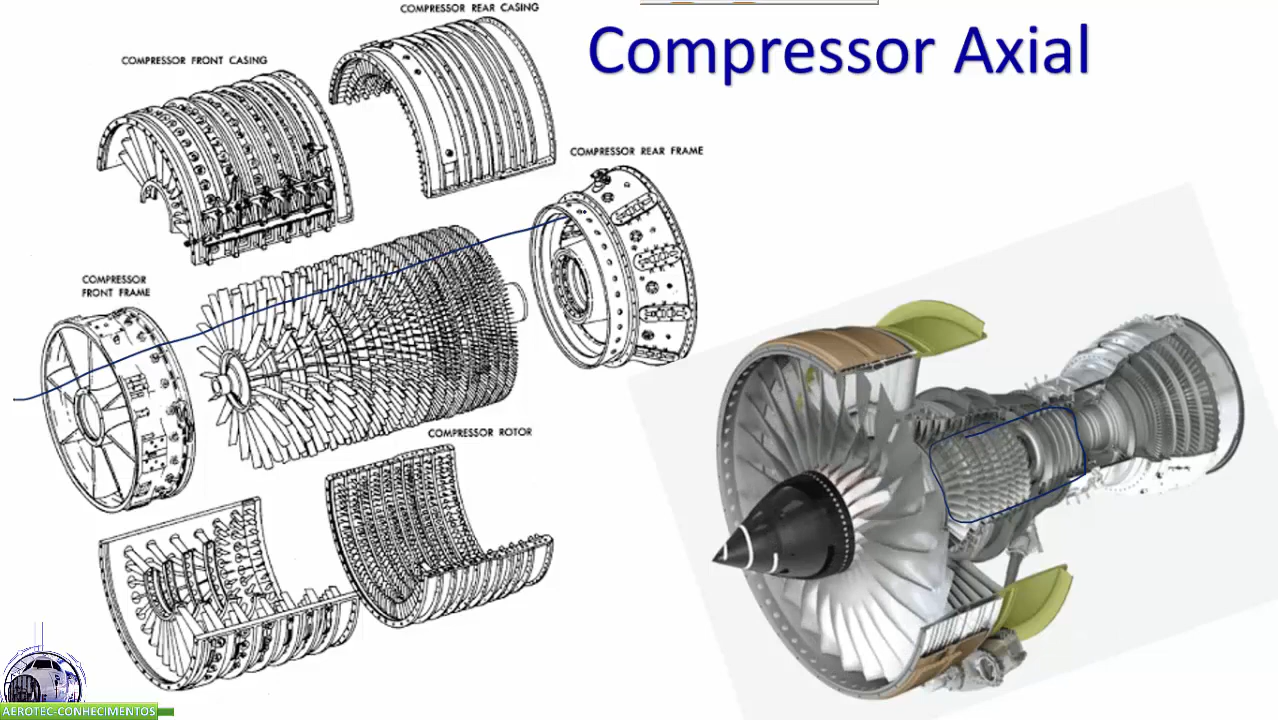 COMPRESSOR REAR CASING
Compressor Axial
COMPRESSOR FRONT CASING
COMPRESSOR REAR FRAME
COMPRESSOR
FRONT FRAME
COMPRESSOR ROTOR
AEROTEC-CONHECIMENTOS